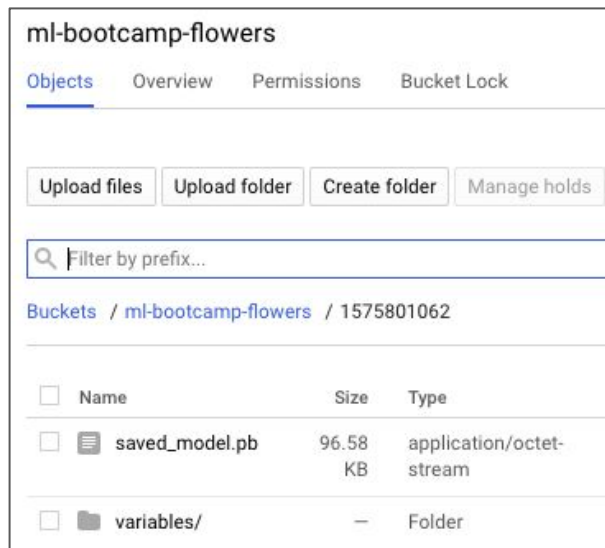 ml-bootcamp-flowers
Objects Overview Permissions Bucket Lock
Upload files Upload folder Create folder Manage holds
Filter by prefix...
Buckets / ml-bootcamp-flowers / 1575801062
Name Size Type
saved_model.pb 96.58 KB application/octet-stream
variables/ — Folder